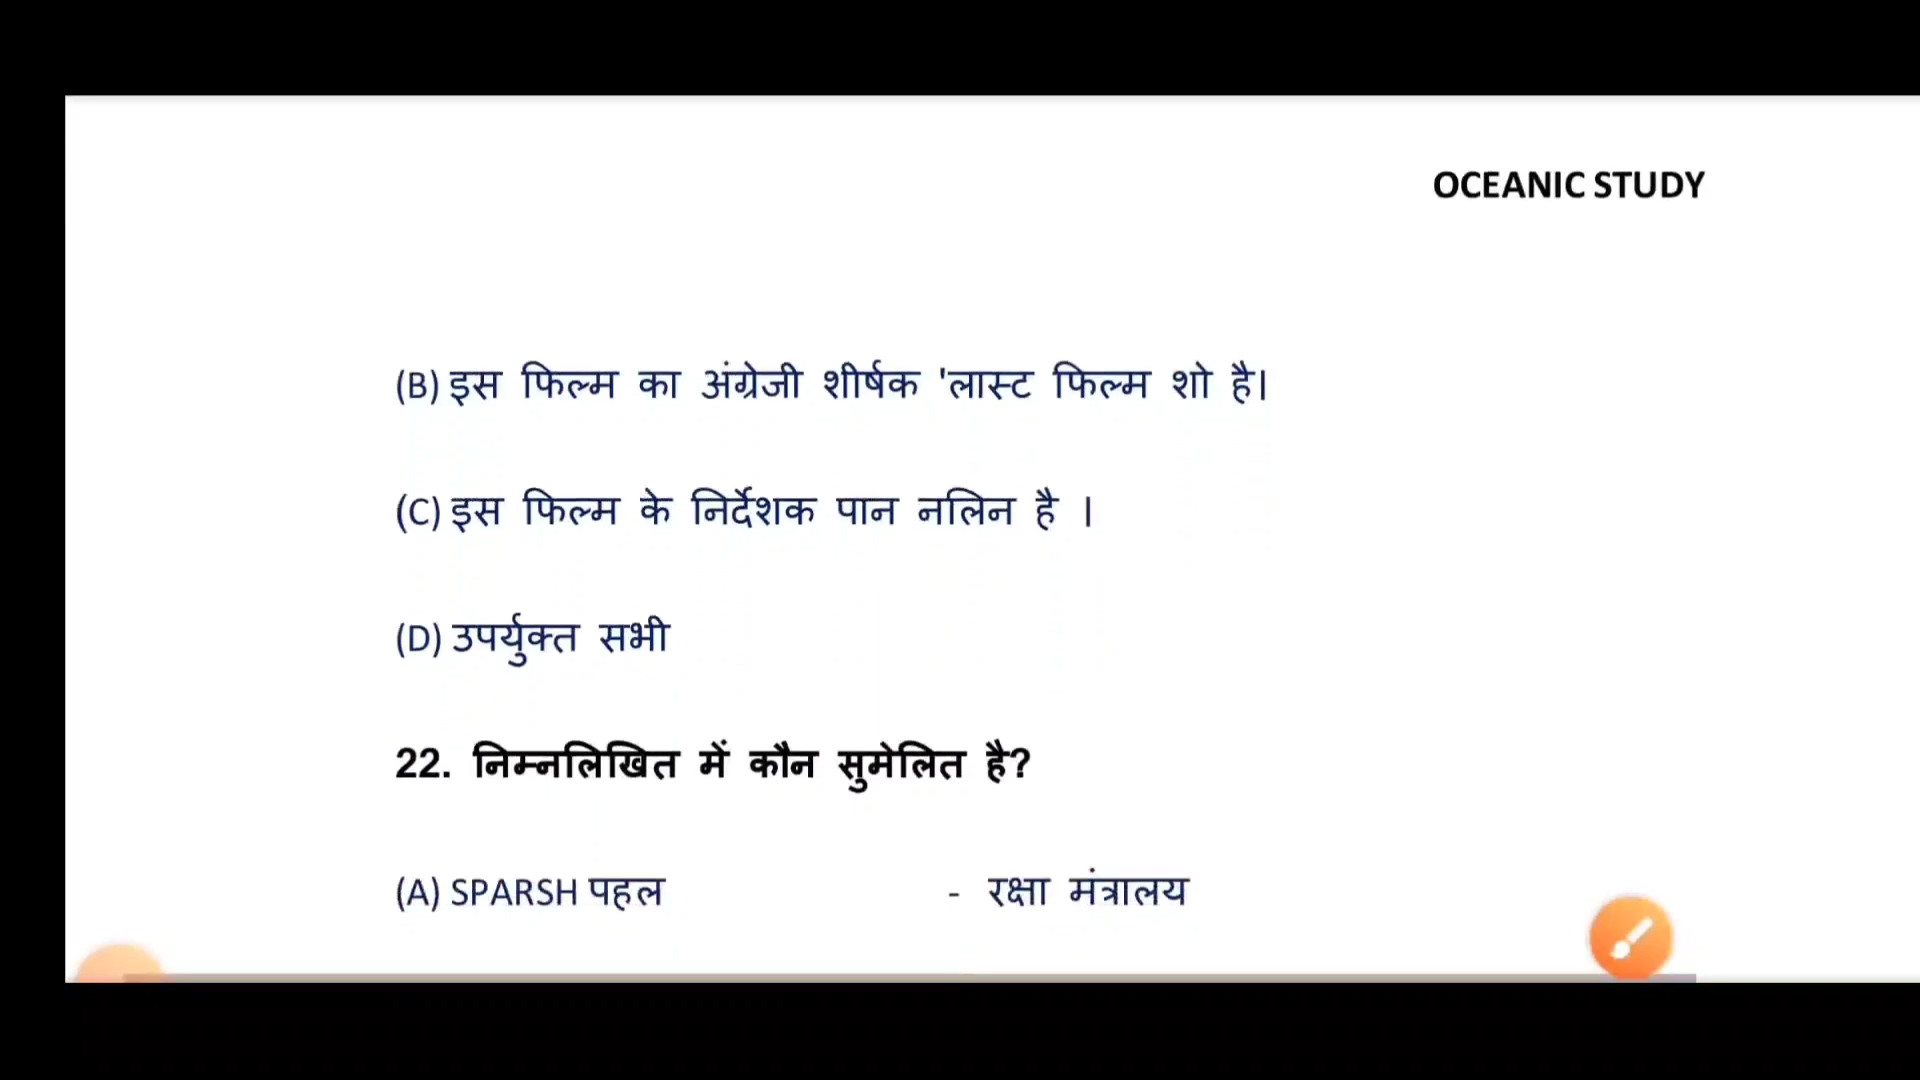 OCEANIC STUDY
(B) इस फिल्म का अंग्रेजी शीर्षक 'लास्ट फिल्म शो है।
(C) इस फिल्म के निर्देशक पान नलिन है ।
(D) उपर्युक्त सभी
22. निम्नलिखित में कौन सुमेलित है?
(A) SPARSH पहल - रक्षा मंत्रालय